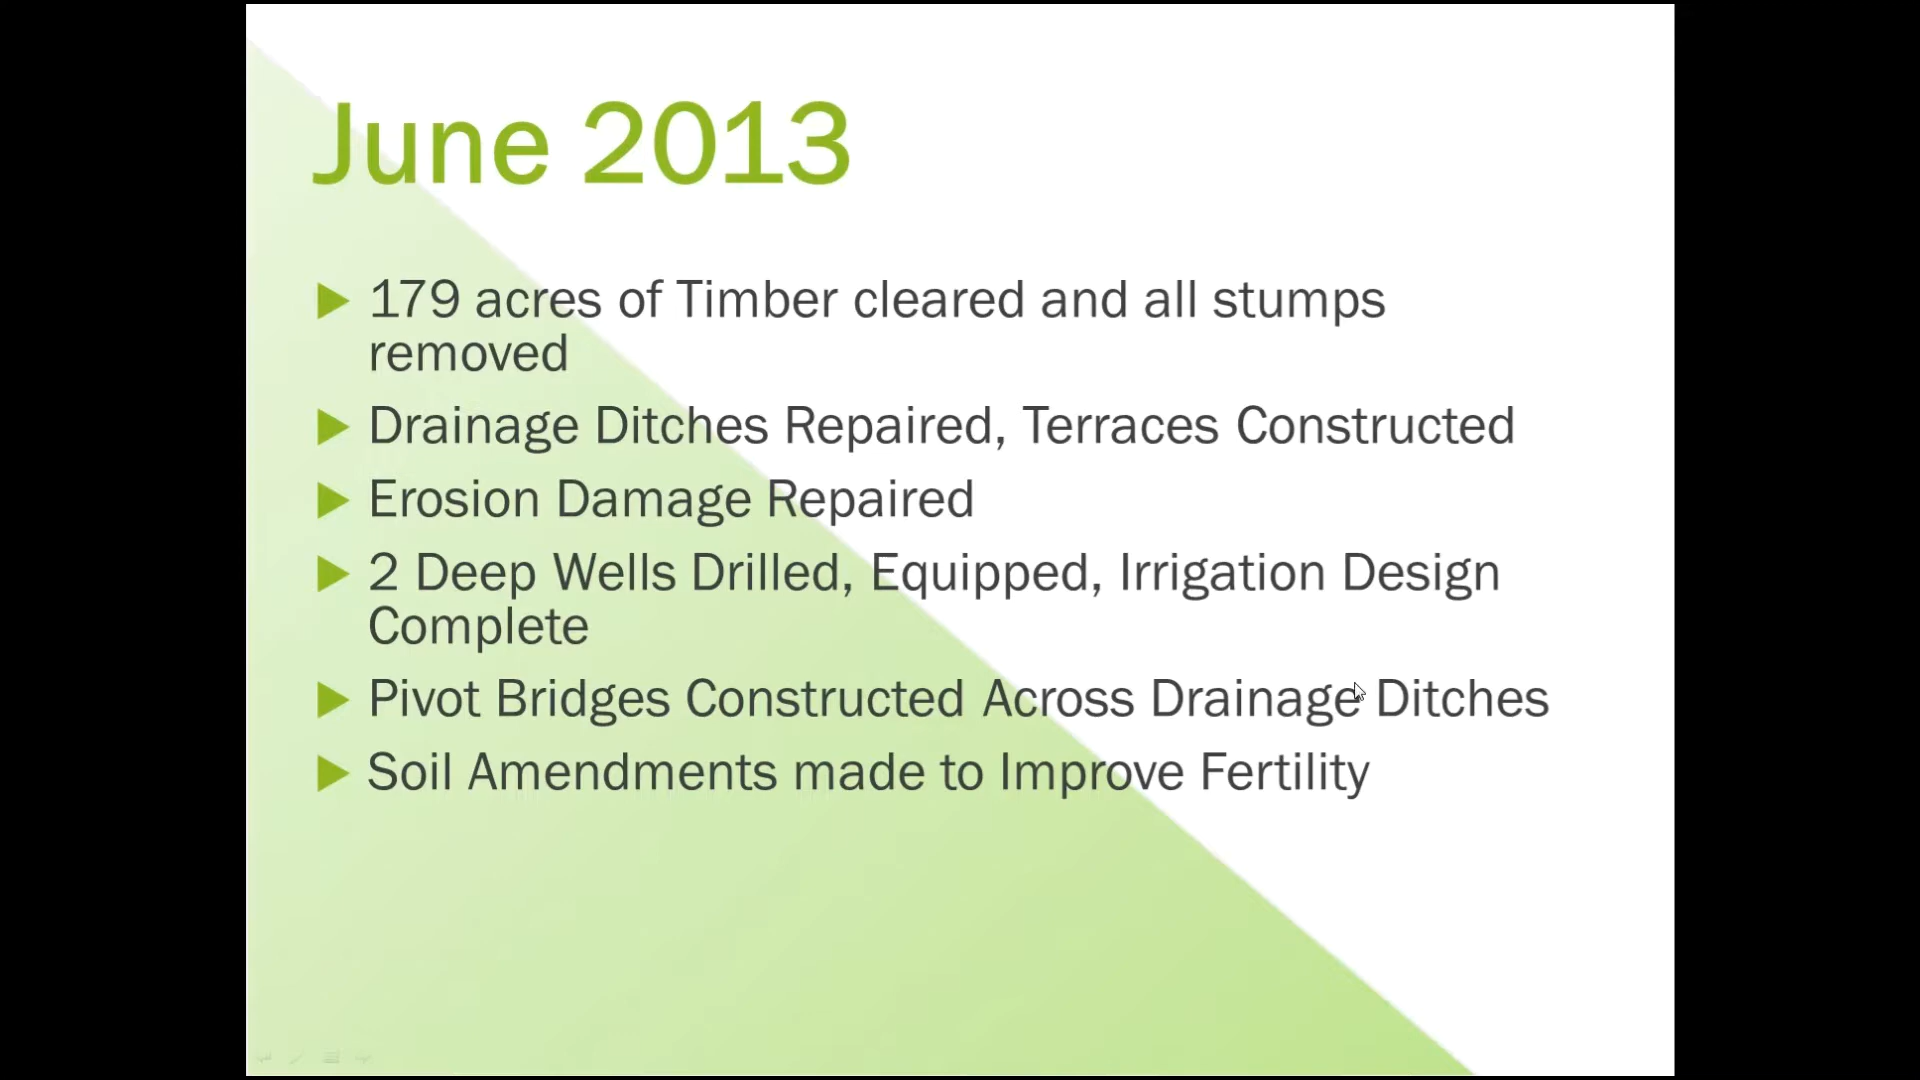 June 2013
179 acres of Timber cleared and all stumps
removed
Drainage Ditches Repaired, Terraces Constructed
Erosion Damage Repaired
2 Deep Wells Drilled, Equipped, Irrigation Design
Complete
Pivot Bridges Constructed Across Drainage Ditches
Soil Amendments made to Improve Fertility